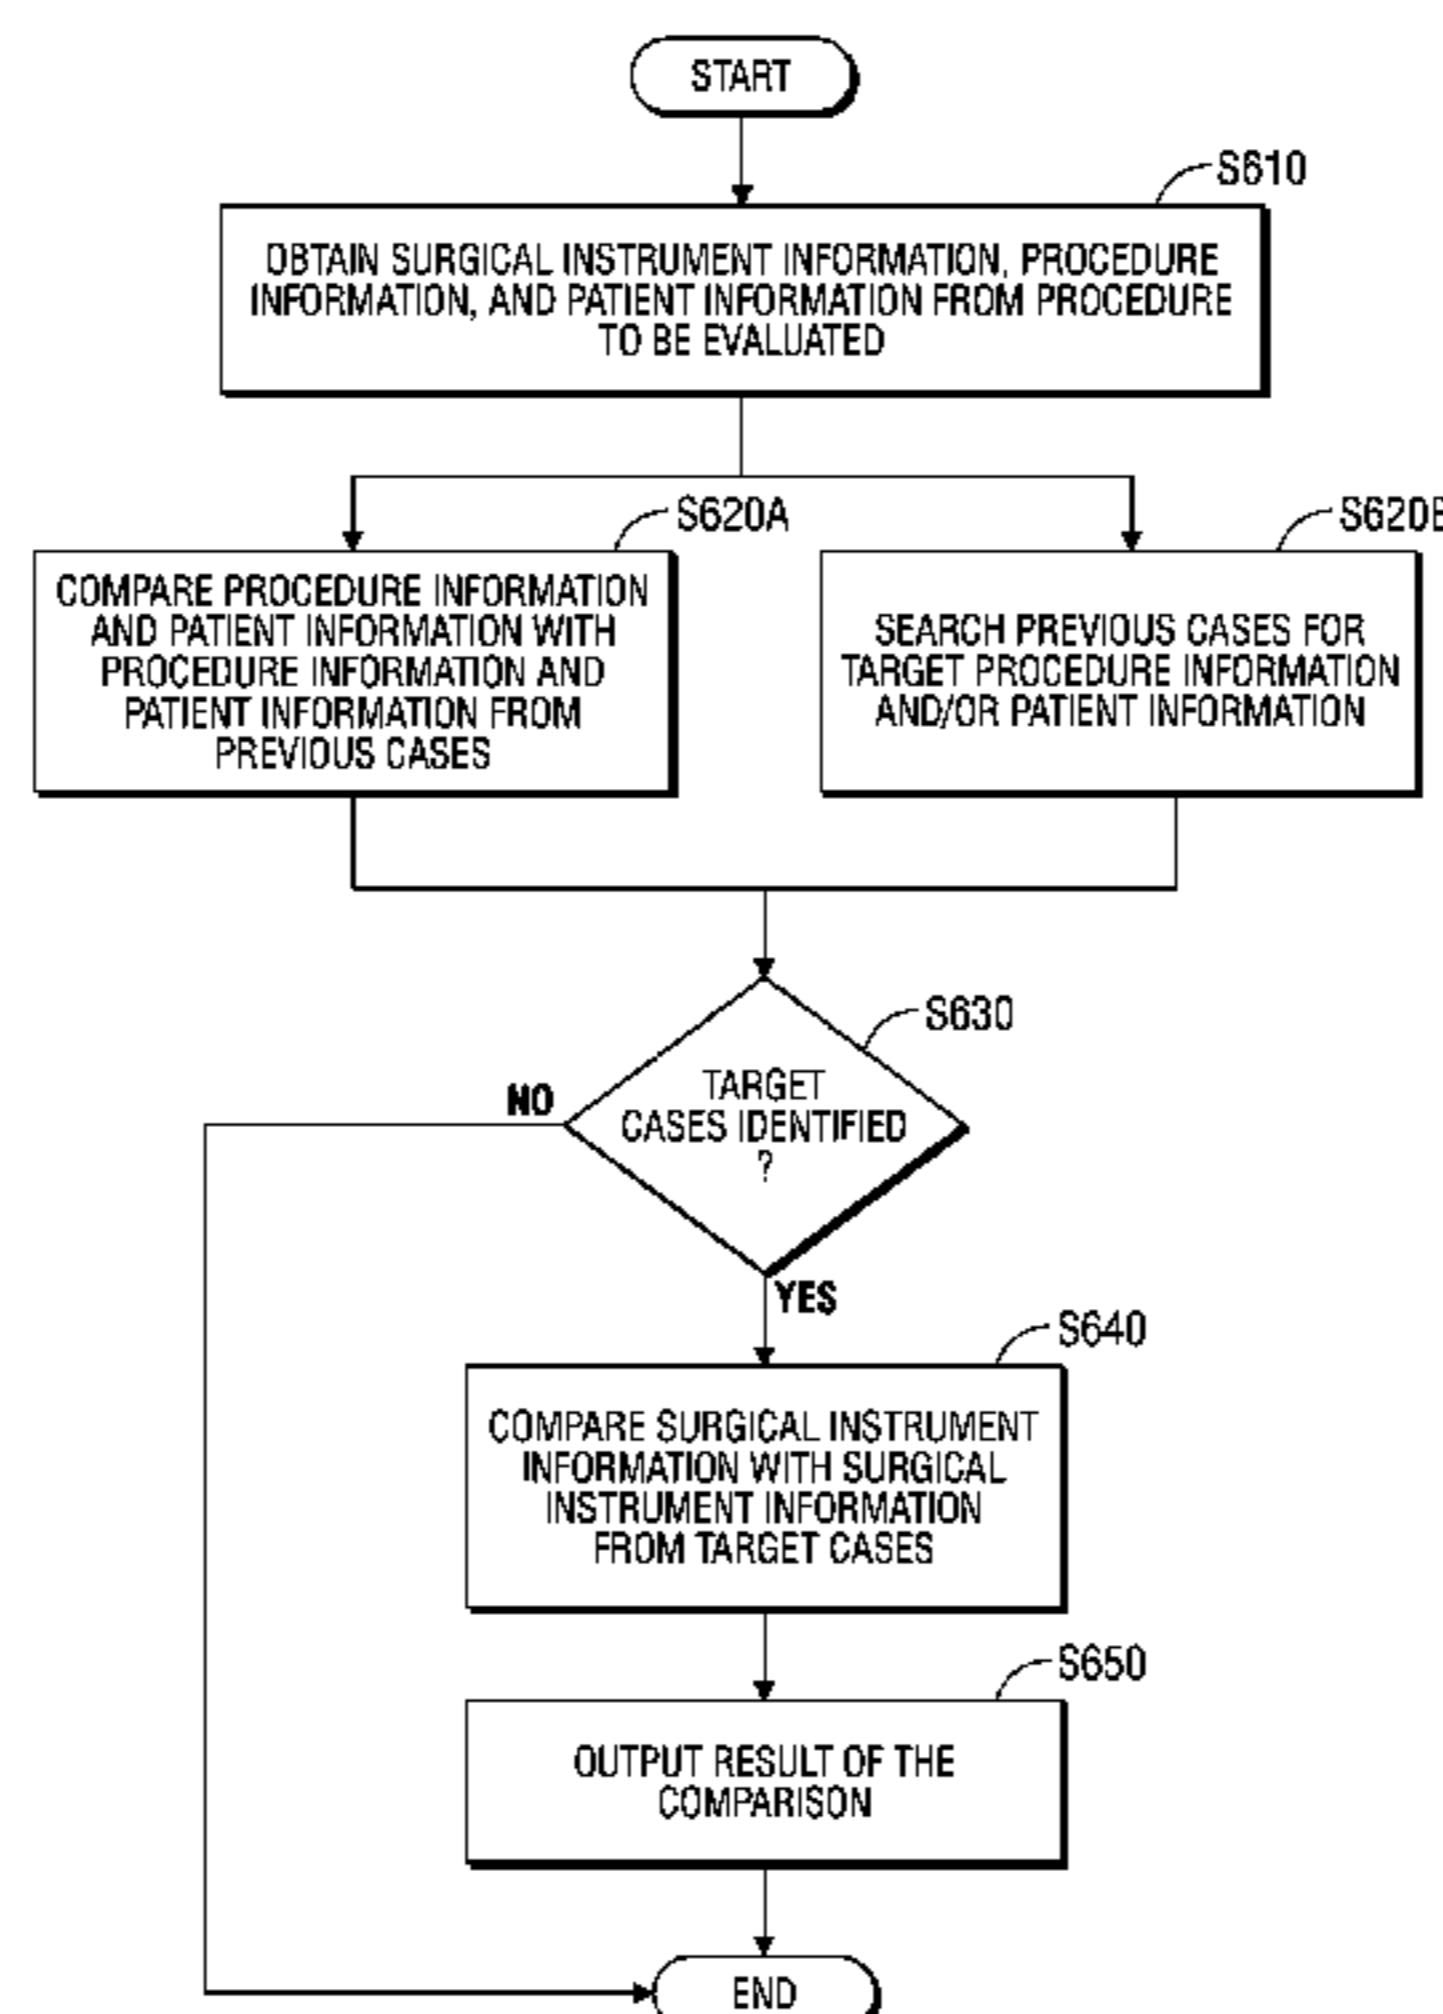 START
S610
OBTAIN SURGICAL INSTRUMENT INFORMATION, PROCEDURE
INFORMATION, AND PATIENT INFORMATION FROM PROCEDURE
TO BE EVALUATED
S620A
COMPARE PROCEDURE INFORMATION
AND PATIENT INFORMATION WITH
PROCEDURE INFORMATION AND
PATIENT INFORMATION FROM
PREVIOUS CASES
S620B
SEARCH PREVIOUS CASES FOR
TARGET PROCEDURE INFORMATION
AND/OR PATIENT INFORMATION
S630
TARGET
CASES IDENTIFIED
?
NO
YES
S640
COMPARE SURGICAL INSTRUMENT
INFORMATION WITH SURGICAL
INSTRUMENT INFORMATION
FROM TARGET CASES
S650
OUTPUT RESULT OF THE
COMPARISON
END